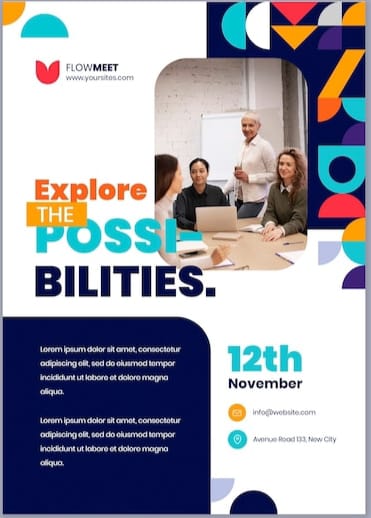 FLOWMEET
www.yoursites.com
Explore
THE
POSSI-
BILITIES.
Lorem ipsum dolor sit amet, consectetur
adipiscing elit, sed do eiusmod tempor
incididunt ut labore et dolore magna
aliqua.
Lorem ipsum dolor sit amet, consectetur
adipiscing elit, sed do eiusmod tempor
incididunt ut labore et dolore magna
aliqua.
12th
November
info@website.com
Avenue Road 133, New City